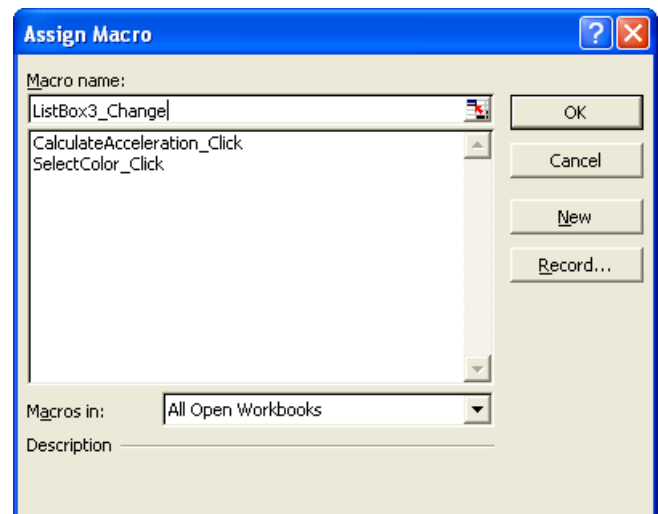 Assign Macro
Macro name:
ListBox3_Change
OK
CalculateAcceleration_Click
SelectColor_Click
Cancel
New
Record...
Macros in:
All Open Workbooks
Description